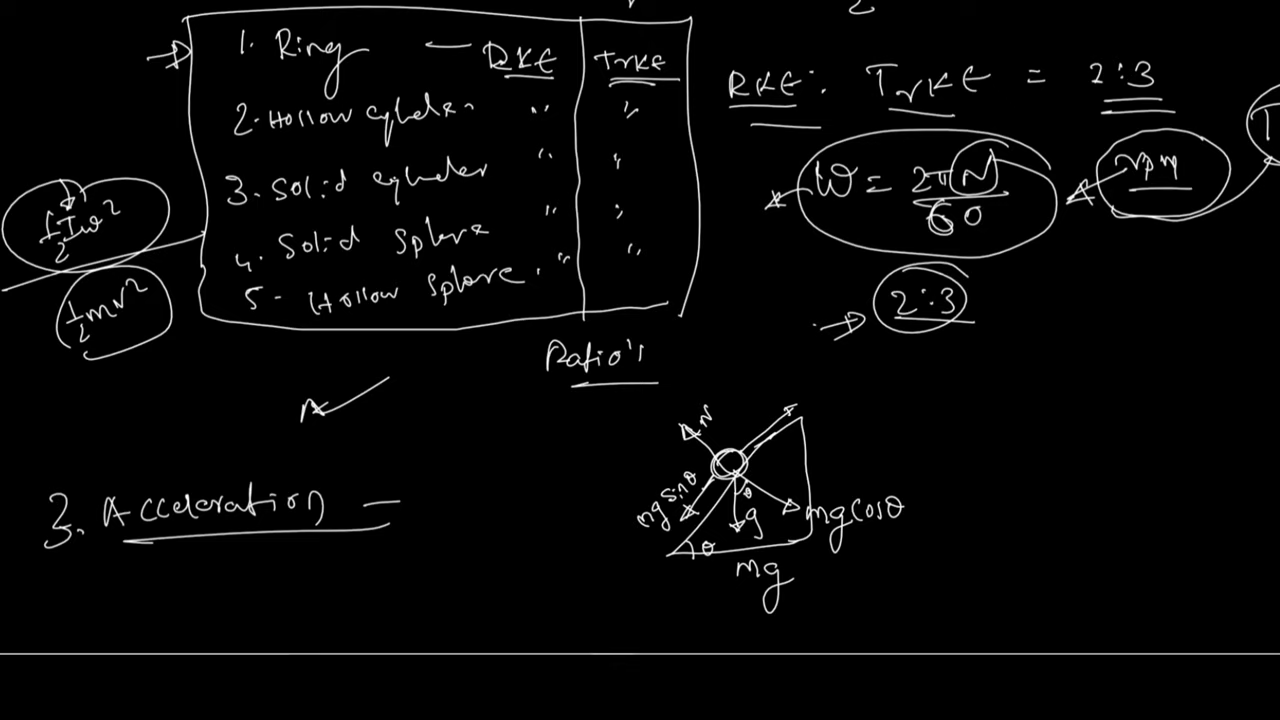 1. Ring — RKE TrKE
2. Hollow cylinder " "
3. Solid cylinder " "
4. Solid Sphere " "
5- Hollow Sphere " "
Ratio's
½Iω²
½mv²
RKE: TrKE = 2:3
W = 2πN/60
rpm
T
2:3
2
3. Acceleration —
N
mg sinθ
θ
g
mg cosθ
θ
mg